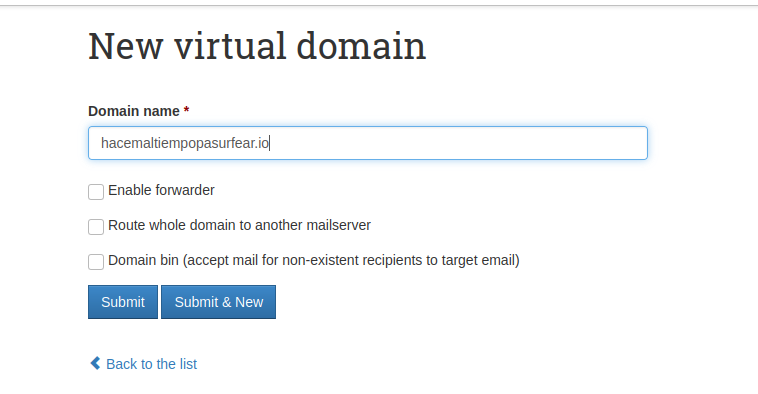 New virtual domain
Domain name *
hacemaltiempopasurfear.io
Enable forwarder
Route whole domain to another mailserver
Domain bin (accept mail for non-existent recipients to target email)
Submit Submit & New
Back to the list